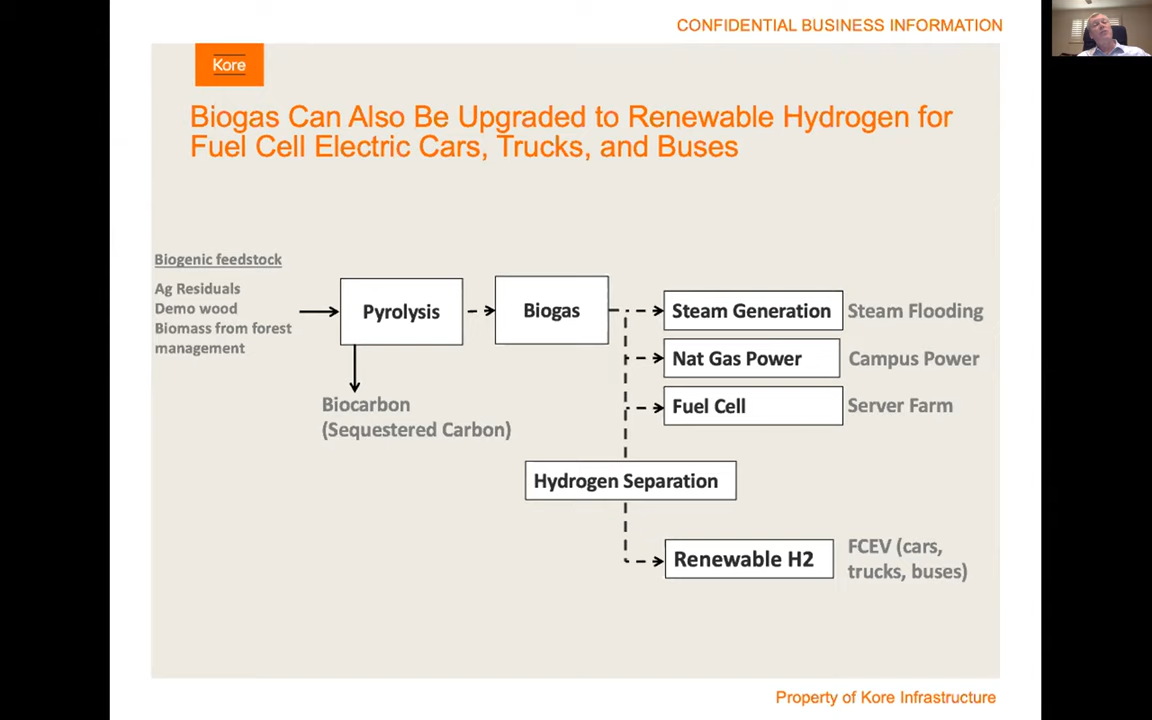 CONFIDENTIAL BUSINESS INFORMATION
Kore
Biogas Can Also Be Upgraded to Renewable Hydrogen for
Fuel Cell Electric Cars, Trucks, and Buses
Biogenic feedstock
Ag Residuals
Demo wood
Biomass from forest
management
Pyrolysis
Biocarbon
(Sequestered Carbon)
Biogas
Steam Generation
Steam Flooding
Nat Gas Power
Campus Power
Fuel Cell
Server Farm
Hydrogen Separation
Renewable H2
FCEV (cars,
trucks, buses)
Property of Kore Infrastructure